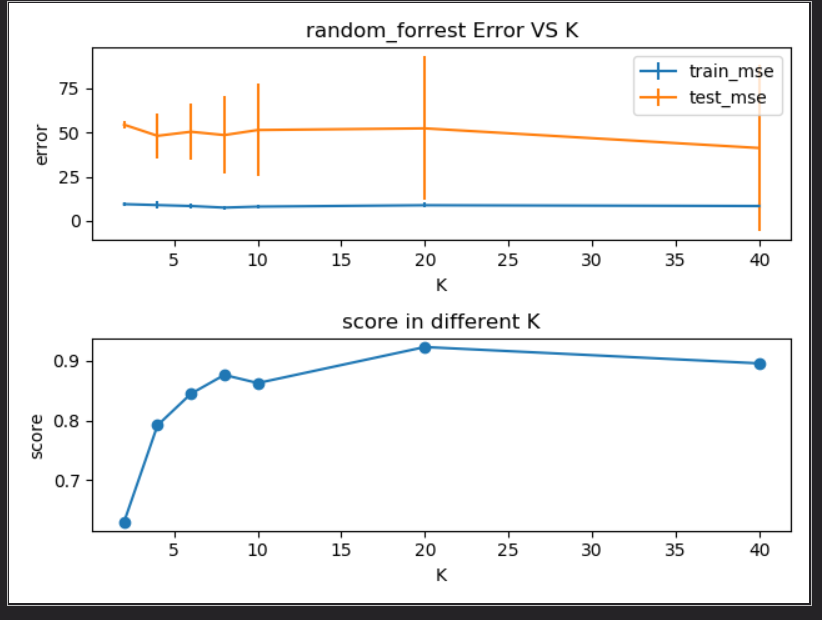 random_forrest Error VS K
train_mse
test_mse
error
75
50
25
0
5 10 15 20 25 30 35 40
K
score in different K
score
0.9
0.8
0.7
5 10 15 20 25 30 35 40
K